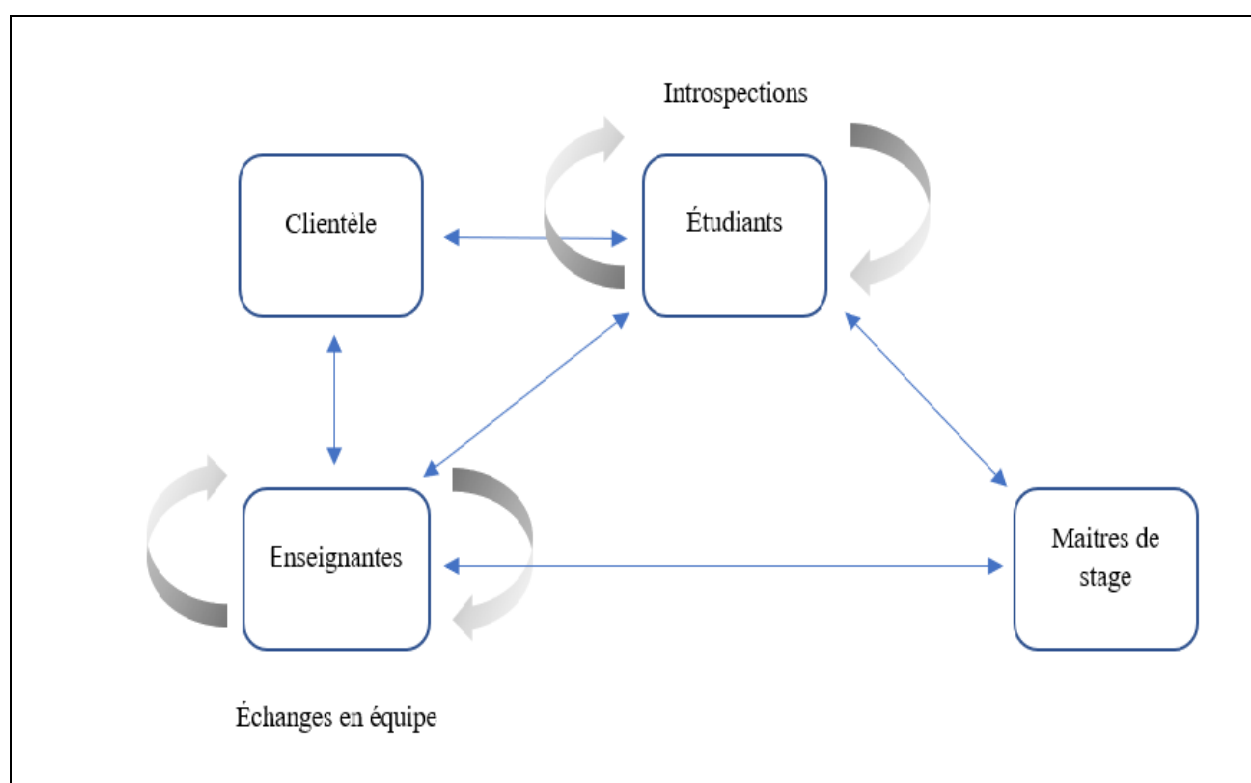 Introspections
Clientèle
Étudiants
Enseignantes
Maitres de
stage
Échanges en équipe